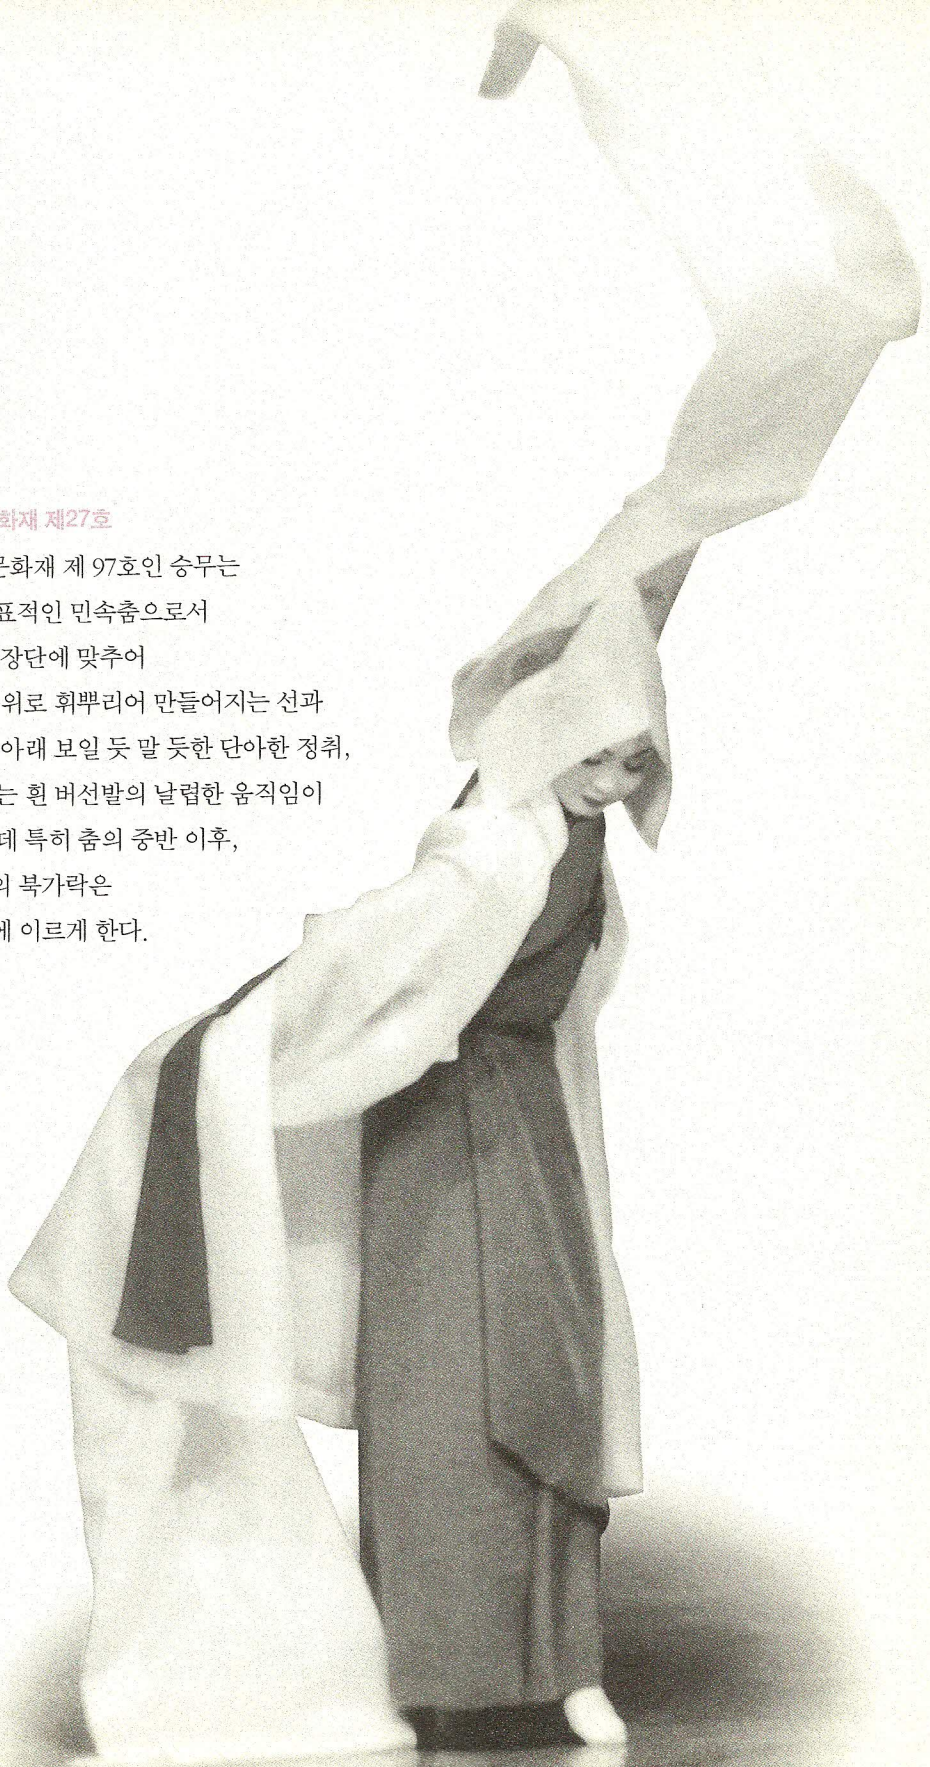 화재 제27호
문화재 제 97호인 승무는
표적인 민속춤으로서
장단에 맞추어
위로 휘뿌리어 만들어지는 선과
아래 보일 듯 말 듯한 단아한 정취,
는 흰 버선발의 날렵한 움직임이
데 특히 춤의 중반 이후,
의 북가락은
에 이르게 한다.